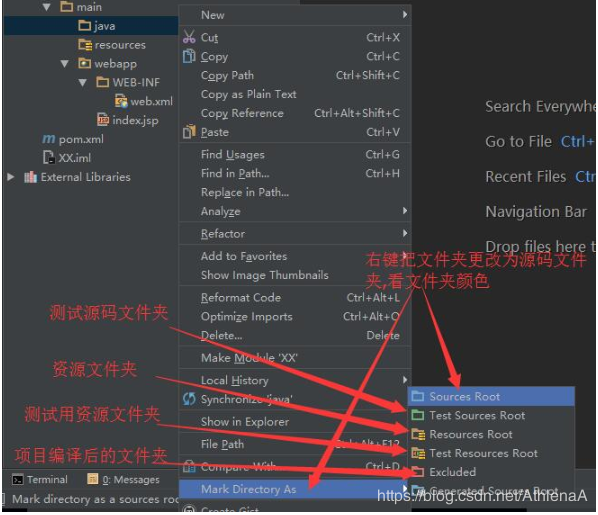 main
java
resources
webapp
WEB-INF
web.xml
index.jsp
pom.xml
XX.iml
External Libraries
New
Cut Ctrl+X
Copy Ctrl+C
Copy Path Ctrl+Shift+C
Copy as Plain Text
Copy Reference Ctrl+Alt+Shift+C
Paste Ctrl+V
Find Usages Ctrl+G
Find in Path... Ctrl+H
Replace in Path...
Analyze
Refactor
Add to Favorites
Show Image Thumbnails
Reformat Code Ctrl+Alt+L
Optimize Imports Ctrl+Alt+O
Delete... Delete
Make Module 'XX'
Local History
Synchronize 'java'
Show in Explorer
File Path Ctrl+Alt+F12
Compare With... Ctrl+D
Mark Directory As
Create Gist...
Search Everywhe
Go to File Ctrl+
Recent Files Ct
Navigation Bar
Drop files here t
右键把文件夹更改为源码文件
夹,看文件夹颜色
测试源码文件夹
资源文件夹
测试用资源文件夹
项目编译后的文件夹
Sources Root
Test Sources Root
Resources Root
Test Resources Root
Excluded
Generated Sources Root
Terminal
0: Messages
Mark directory as a sources roo
https://blog.csdn.net/AthlenaA